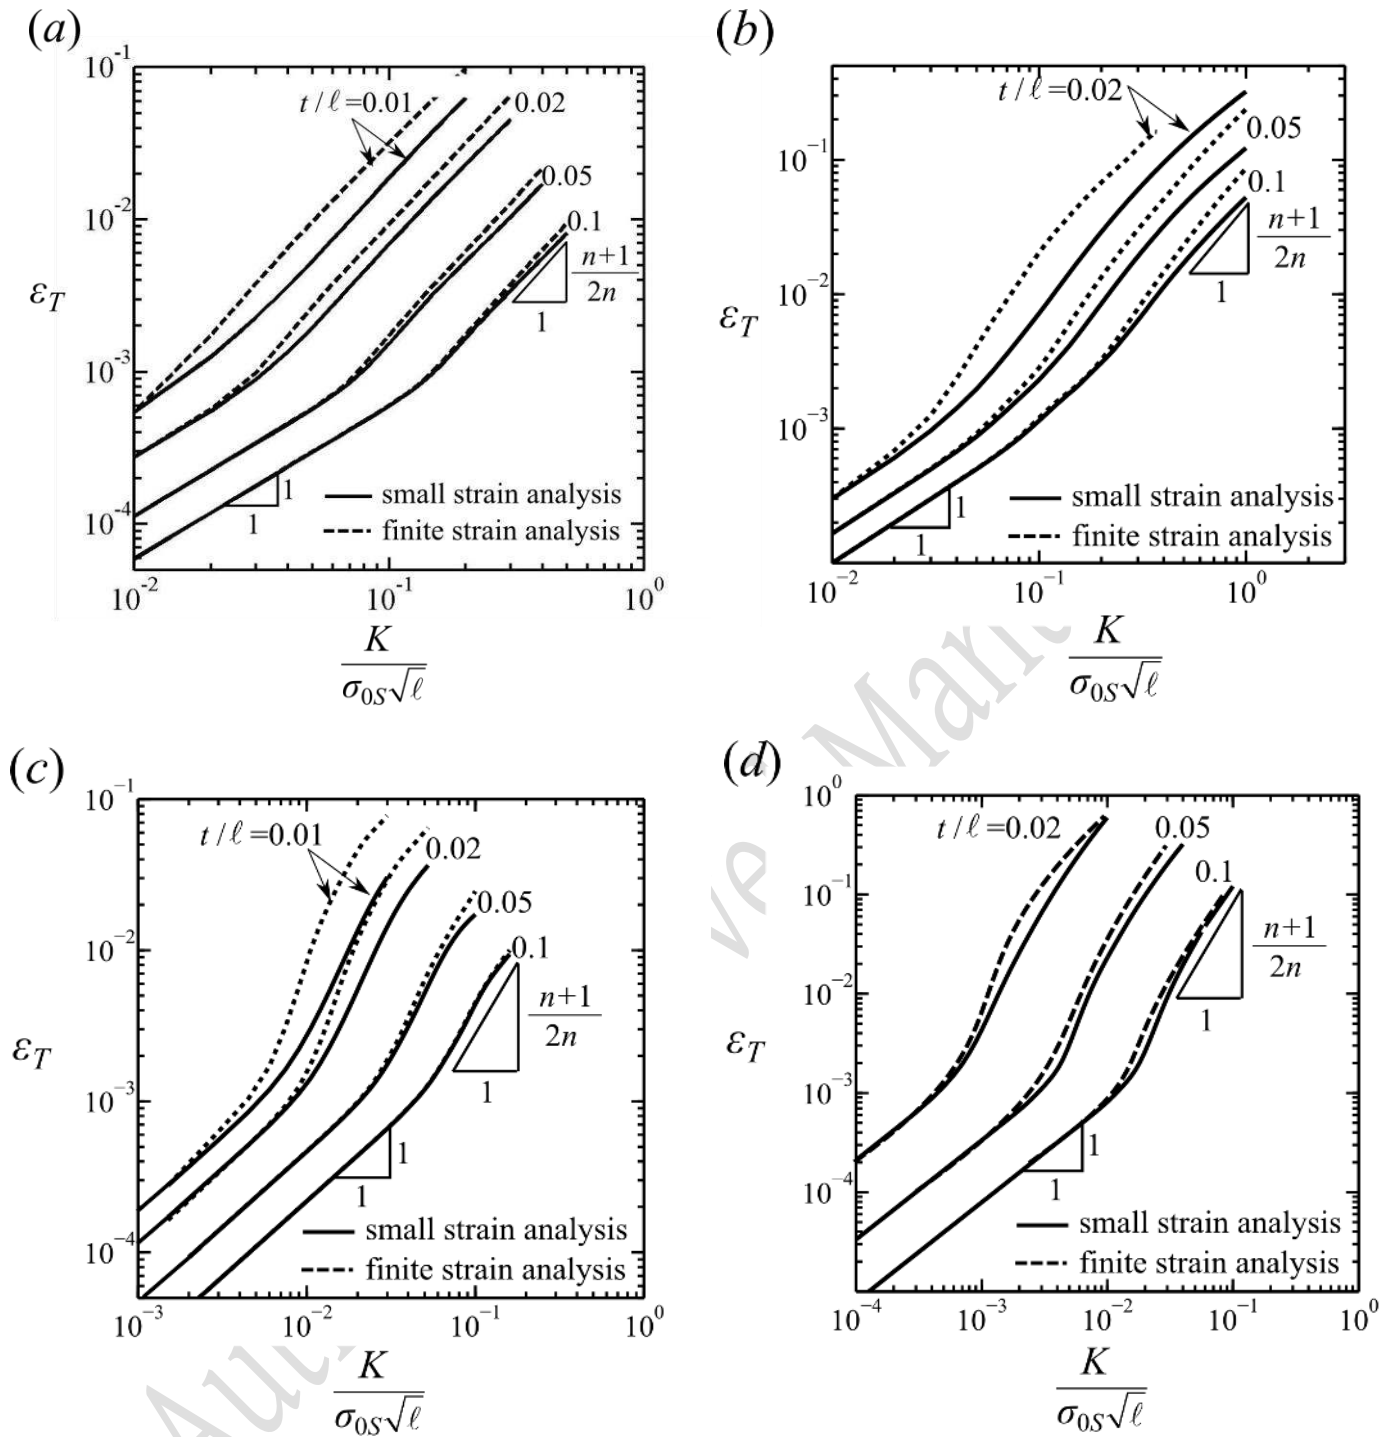 (a)
10⁻¹
t/ℓ=0.01
0.02
10⁻²
0.05
0.1
n+1
2n
1
ε_T
10⁻³
1
1
10⁻⁴
small strain analysis
finite strain analysis
10⁻²
10⁻¹
10⁰
K
σ₀S√ℓ
(b)
t/ℓ=0.02
0.05
10⁻¹
0.1
n+1
2n
1
10⁻²
ε_T
10⁻³
1
1
small strain analysis
finite strain analysis
10⁻²
10⁻¹
10⁰
K
σ₀S√ℓ
(c)
10⁻¹
t/ℓ=0.01
0.02
0.05
10⁻²
0.1
n+1
2n
1
ε_T
10⁻³
1
1
10⁻⁴
small strain analysis
finite strain analysis
10⁻³
10⁻²
10⁻¹
10⁰
K
σ₀S√ℓ
(d)
10⁰
t/ℓ=0.02
0.05
0.1
10⁻¹
n+1
2n
1
10⁻²
ε_T
10⁻³
1
1
10⁻⁴
small strain analysis
finite strain analysis
10⁻⁴
10⁻³
10⁻²
10⁻¹
10⁰
K
σ₀S√ℓ